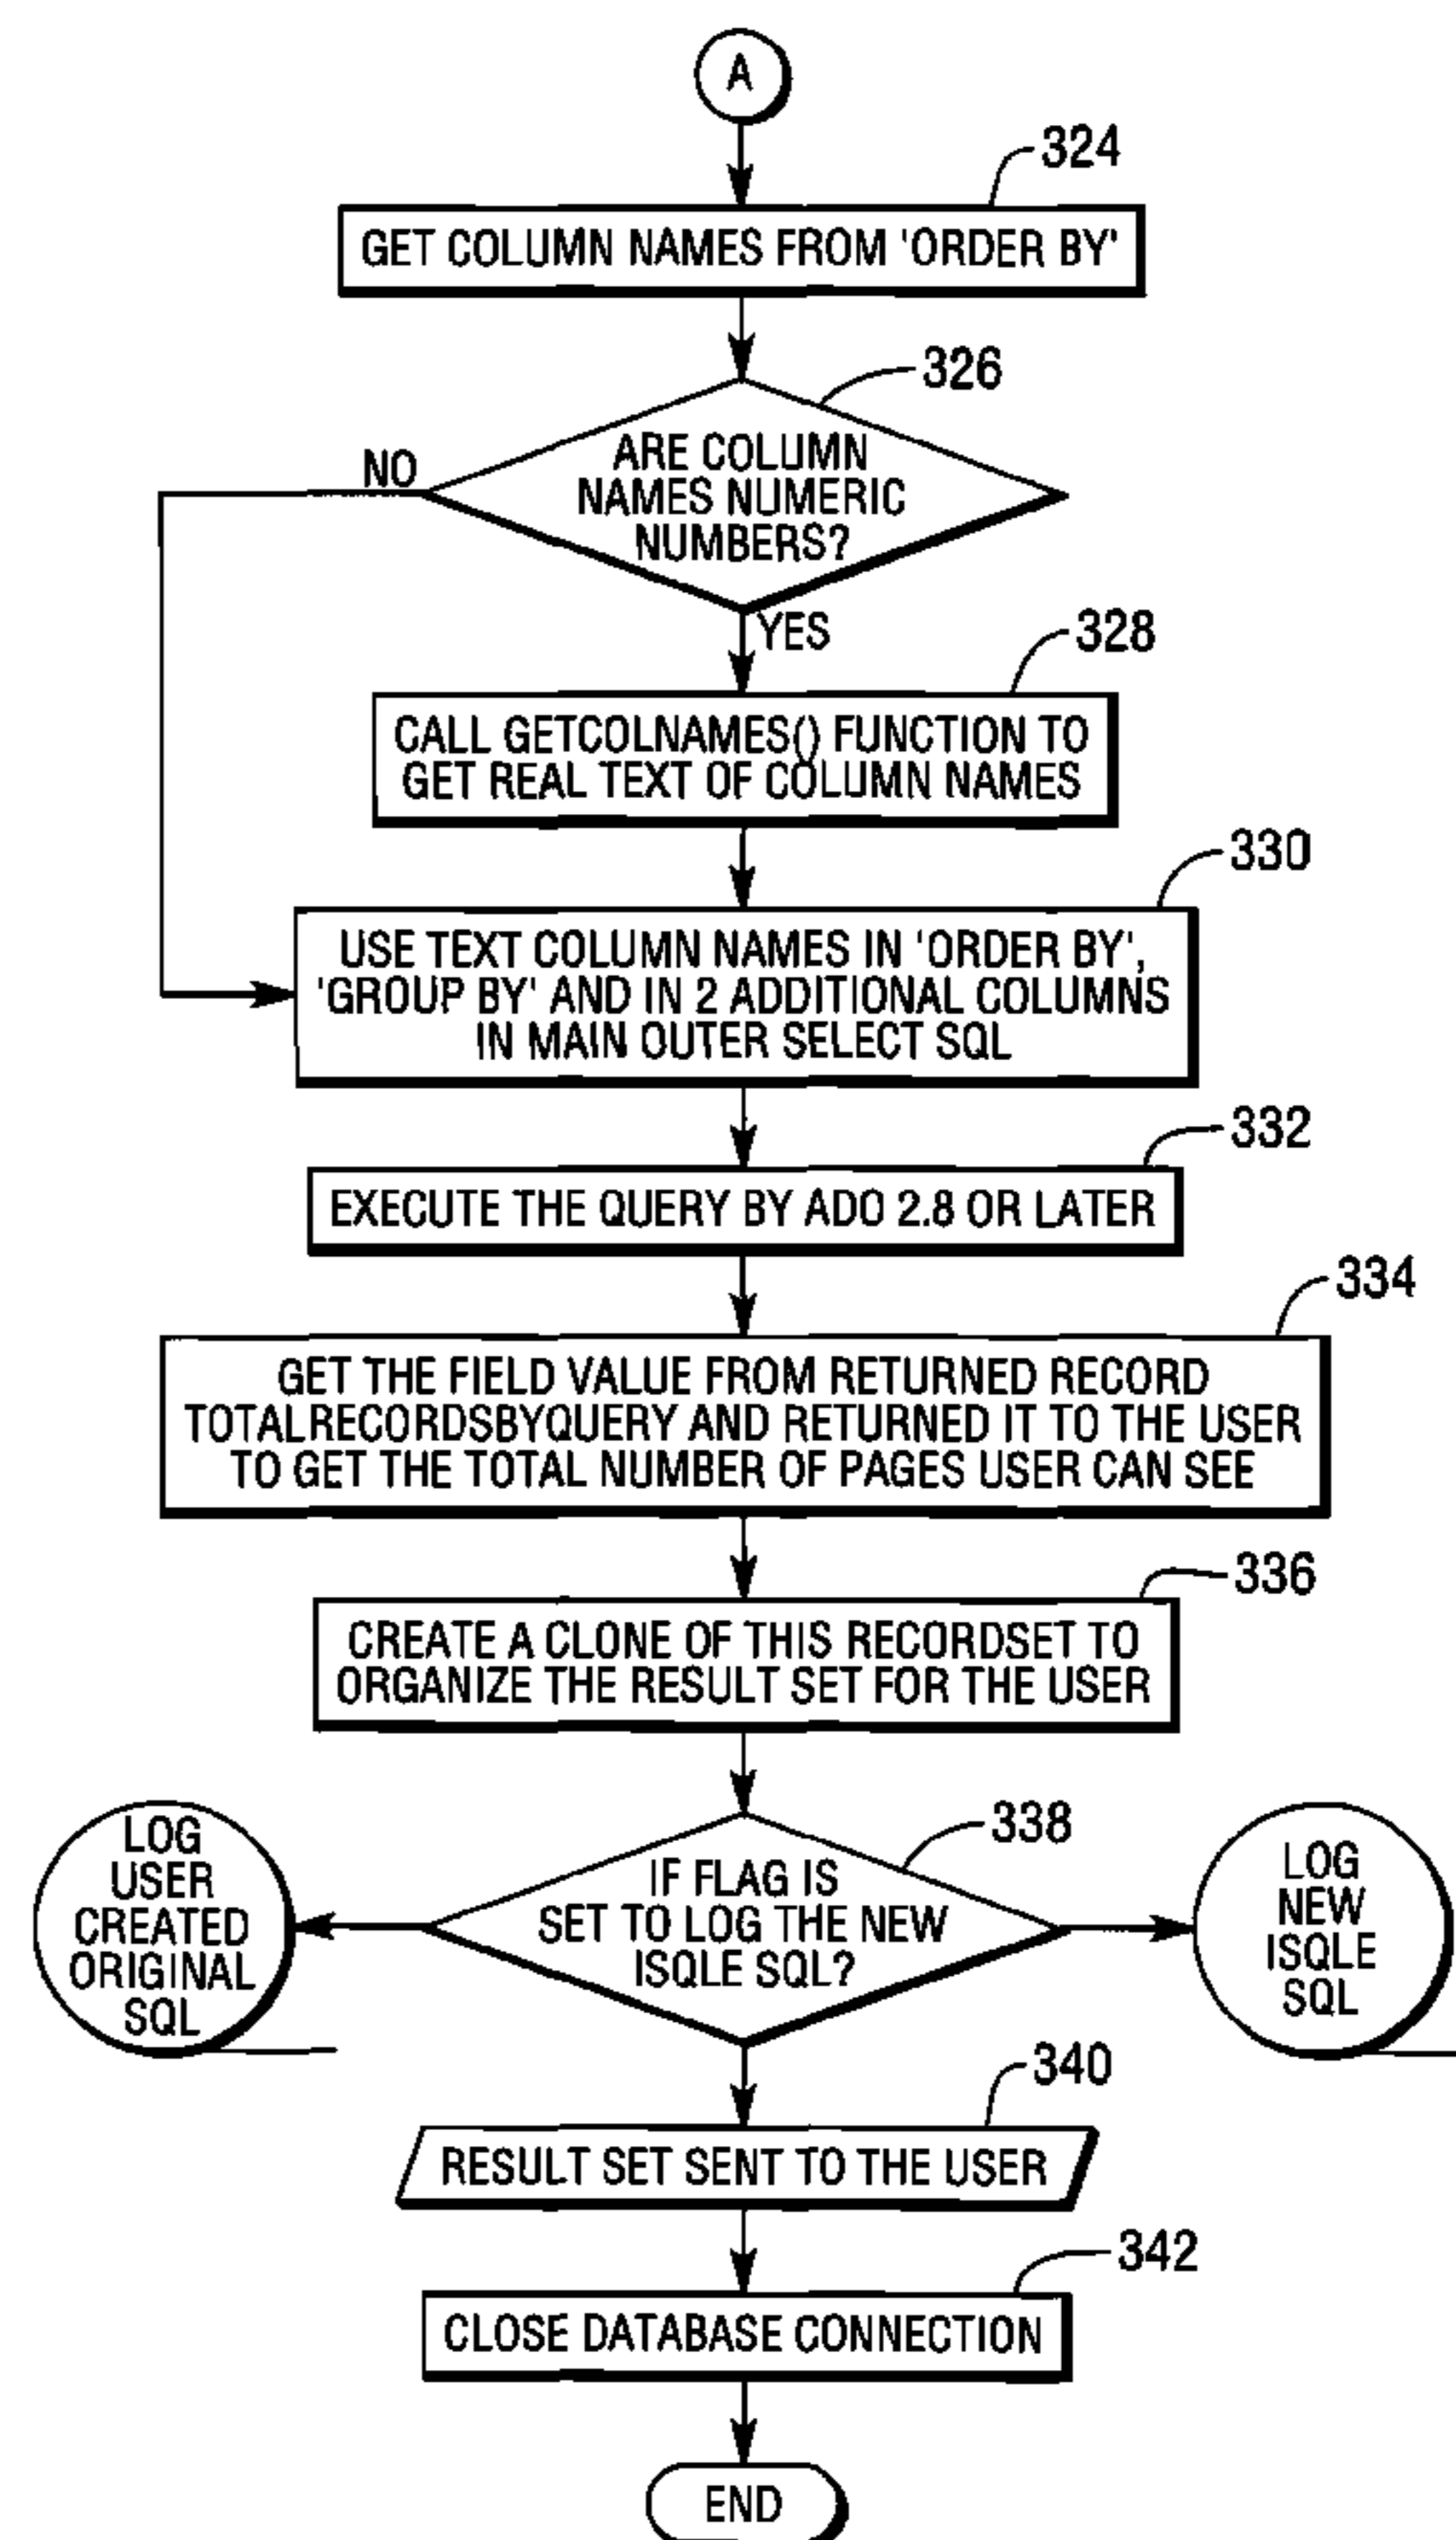 A
324
GET COLUMN NAMES FROM 'ORDER BY'
326
ARE COLUMN
NAMES NUMERIC
NUMBERS?
NO
YES
328
CALL GETCOLNAMES() FUNCTION TO
GET REAL TEXT OF COLUMN NAMES
330
USE TEXT COLUMN NAMES IN 'ORDER BY',
'GROUP BY' AND IN 2 ADDITIONAL COLUMNS
IN MAIN OUTER SELECT SQL
332
EXECUTE THE QUERY BY ADO 2.8 OR LATER
334
GET THE FIELD VALUE FROM RETURNED RECORD
TOTALRECORDSBYQUERY AND RETURNED IT TO THE USER
TO GET THE TOTAL NUMBER OF PAGES USER CAN SEE
336
CREATE A CLONE OF THIS RECORDSET TO
ORGANIZE THE RESULT SET FOR THE USER
338
IF FLAG IS
SET TO LOG THE NEW
ISQLE SQL?
LOG
USER
CREATED
ORIGINAL
SQL
LOG
NEW
ISQLE
SQL
340
RESULT SET SENT TO THE USER
342
CLOSE DATABASE CONNECTION
END